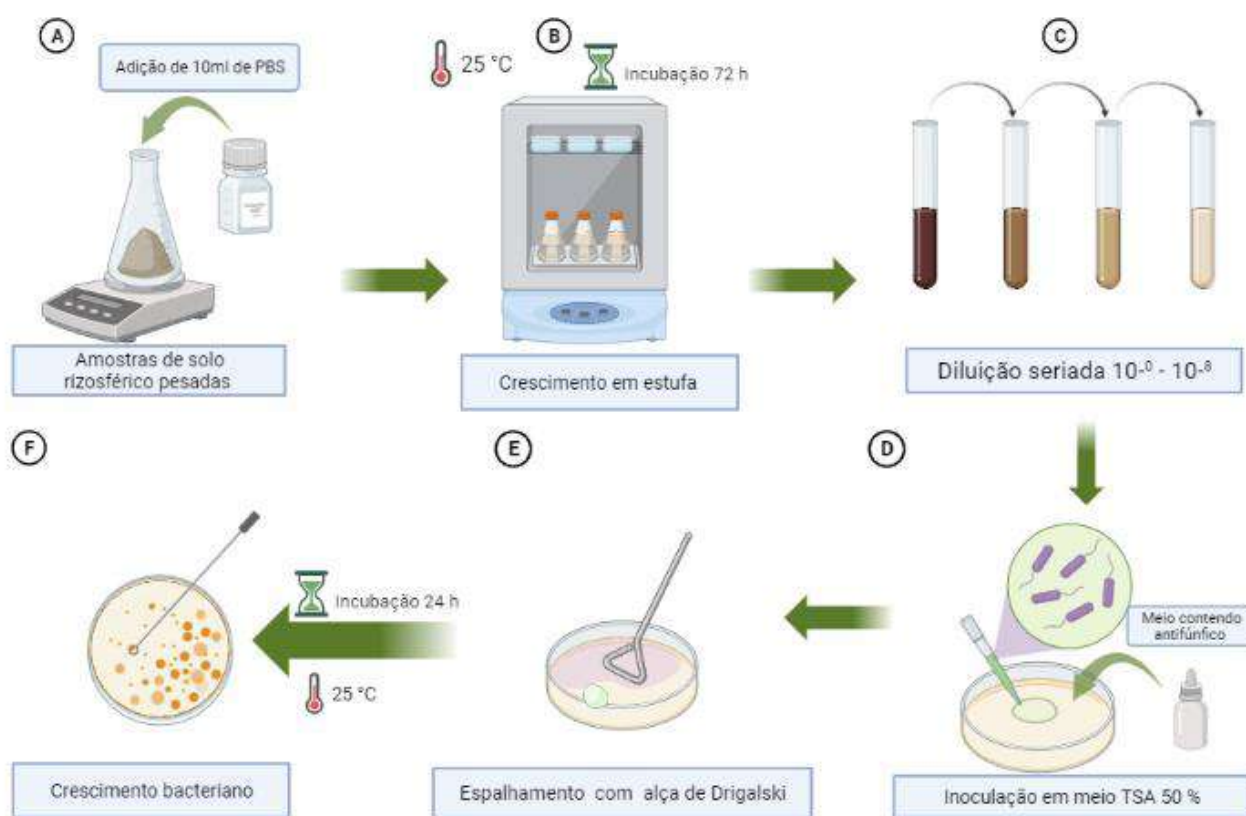 A
Adição de 10ml de PBS
Amostras de solo
rizosférico pesadas
B
25 °C
Incubação 72 h
Crescimento em estufa
C
Diluição seriada 10-⁰ - 10-⁸
D
Meio contendo
antifúnfico
Inoculação em meio TSA 50 %
E
Espalhamento com alça de Drigalski
F
Incubação 24 h
25 °C
Crescimento bacteriano